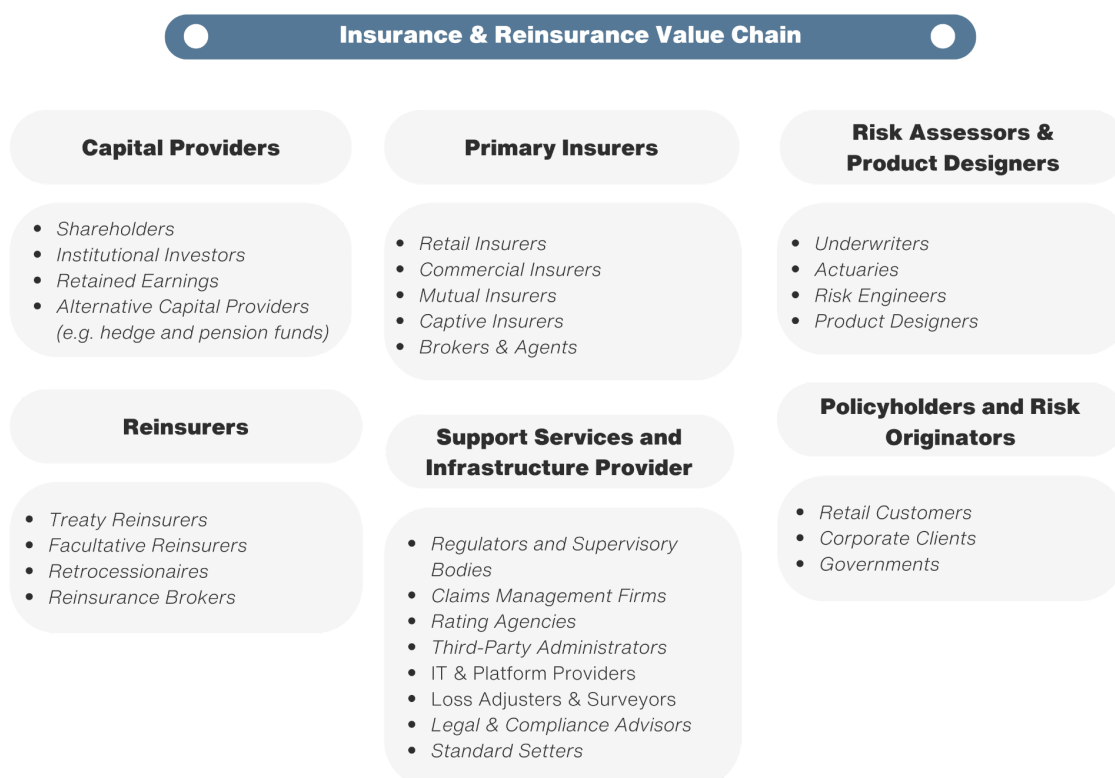 Insurance & Reinsurance Value Chain
Capital Providers
• Shareholders
• Institutional Investors
• Retained Earnings
• Alternative Capital Providers
(e.g. hedge and pension funds)
Primary Insurers
• Retail Insurers
• Commercial Insurers
• Mutual Insurers
• Captive Insurers
• Brokers & Agents
Risk Assessors &
Product Designers
• Underwriters
• Actuaries
• Risk Engineers
• Product Designers
Reinsurers
• Treaty Reinsurers
• Facultative Reinsurers
• Retrocessionaires
• Reinsurance Brokers
Support Services and
Infrastructure Provider
• Regulators and Supervisory
Bodies
• Claims Management Firms
• Rating Agencies
• Third-Party Administrators
• IT & Platform Providers
• Loss Adjusters & Surveyors
• Legal & Compliance Advisors
• Standard Setters
Policyholders and Risk
Originators
• Retail Customers
• Corporate Clients
• Governments